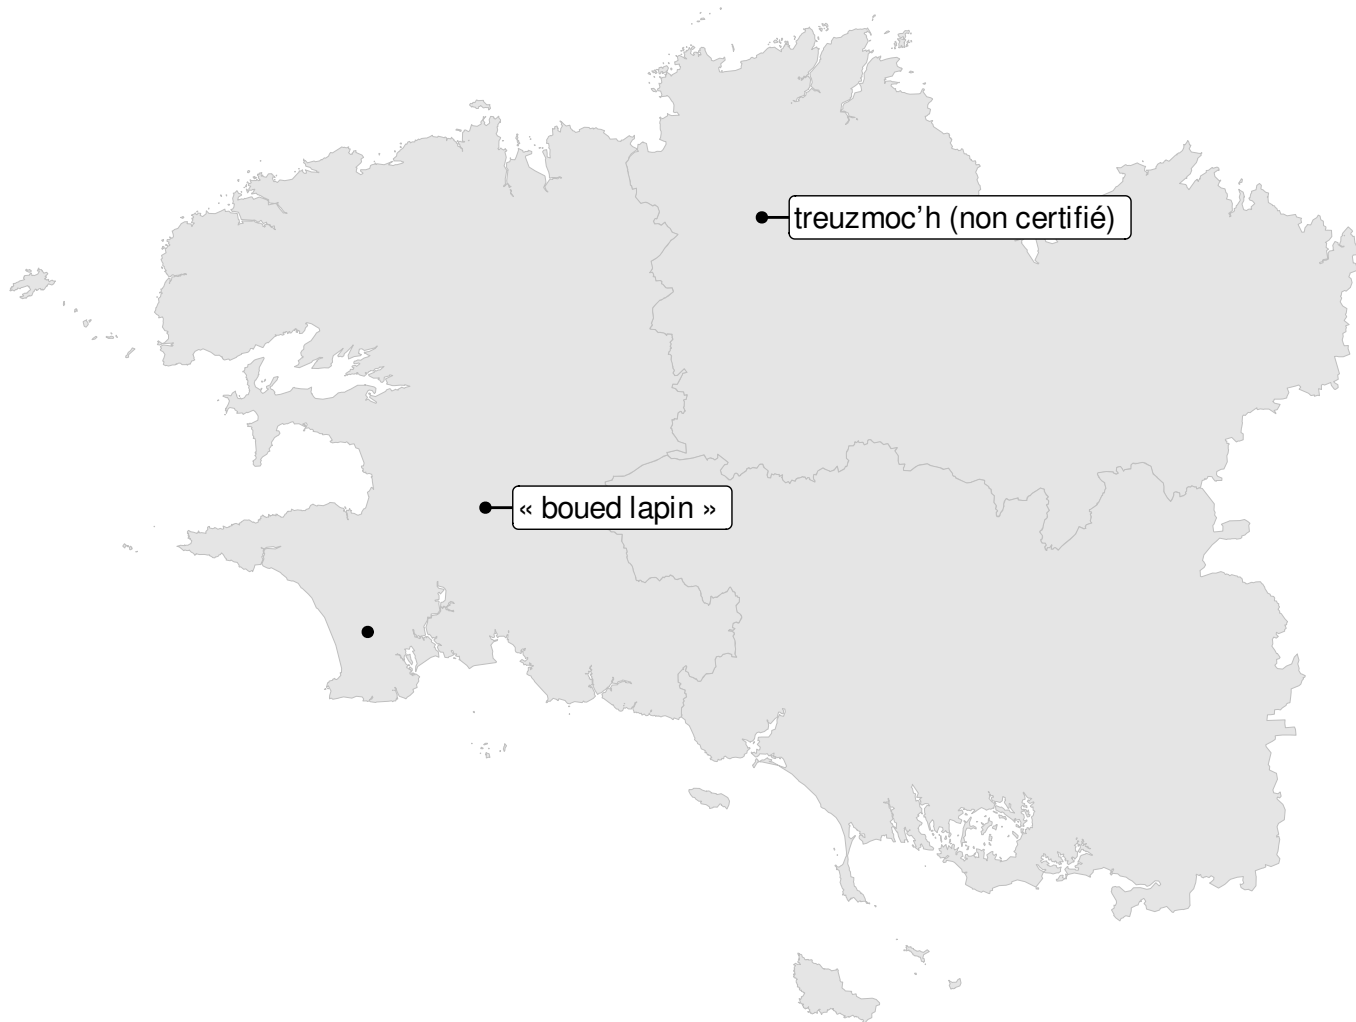 treuzmoc’h (non certifié)
« boued lapin »